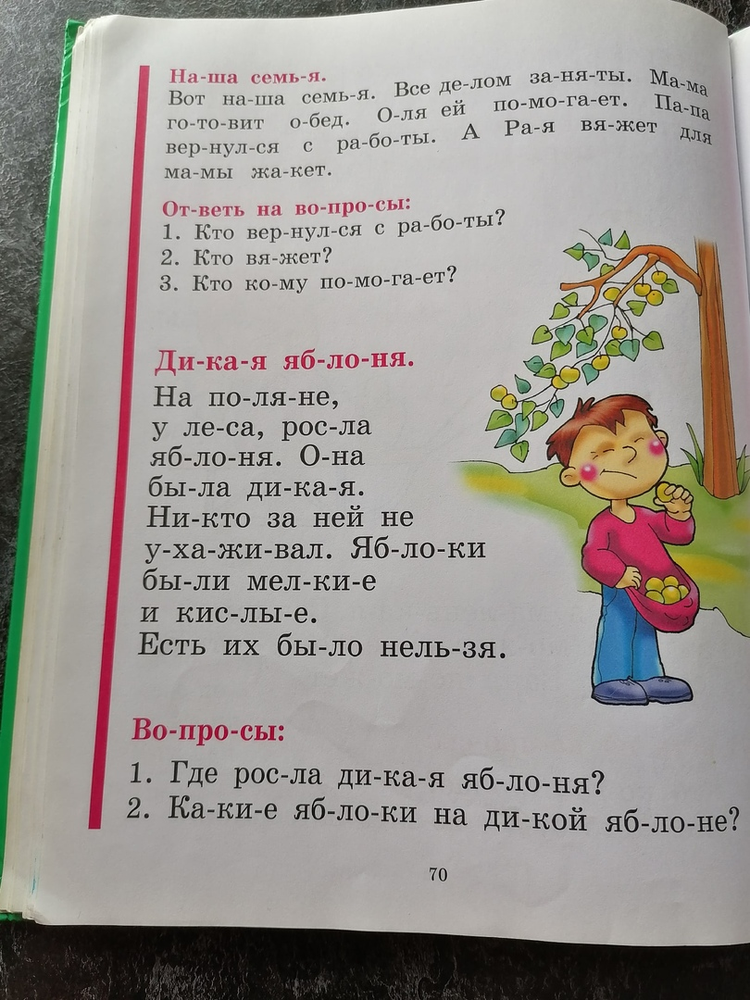 На-ша семь-я.
Вот на-ша семь-я. Все де-лом за-ня-ты. Ма-ма
го-то-вит о-бед. О-ля ей по-мо-га-ет. Па-па
вер-нул-ся с ра-бо-ты. А Ра-я вя-жет для
ма-мы жа-кет.
От-веть на во-про-сы:
1. Кто вер-нул-ся с ра-бо-ты?
2. Кто вя-жет?
3. Кто ко-му по-мо-га-ет?
Ди-ка-я яб-ло-ня.
На по-ля-не,
у ле-са, рос-ла
яб-ло-ня. О-на
бы-ла ди-ка-я.
Ни-кто за ней не
у-ха-жи-вал. Яб-ло-ки
бы-ли мел-ки-е
и кис-лы-е.
Есть их бы-ло нель-зя.
Во-про-сы:
1. Где рос-ла ди-ка-я яб-ло-ня?
2. Ка-ки-е яб-ло-ки на ди-кой яб-ло-не?
70